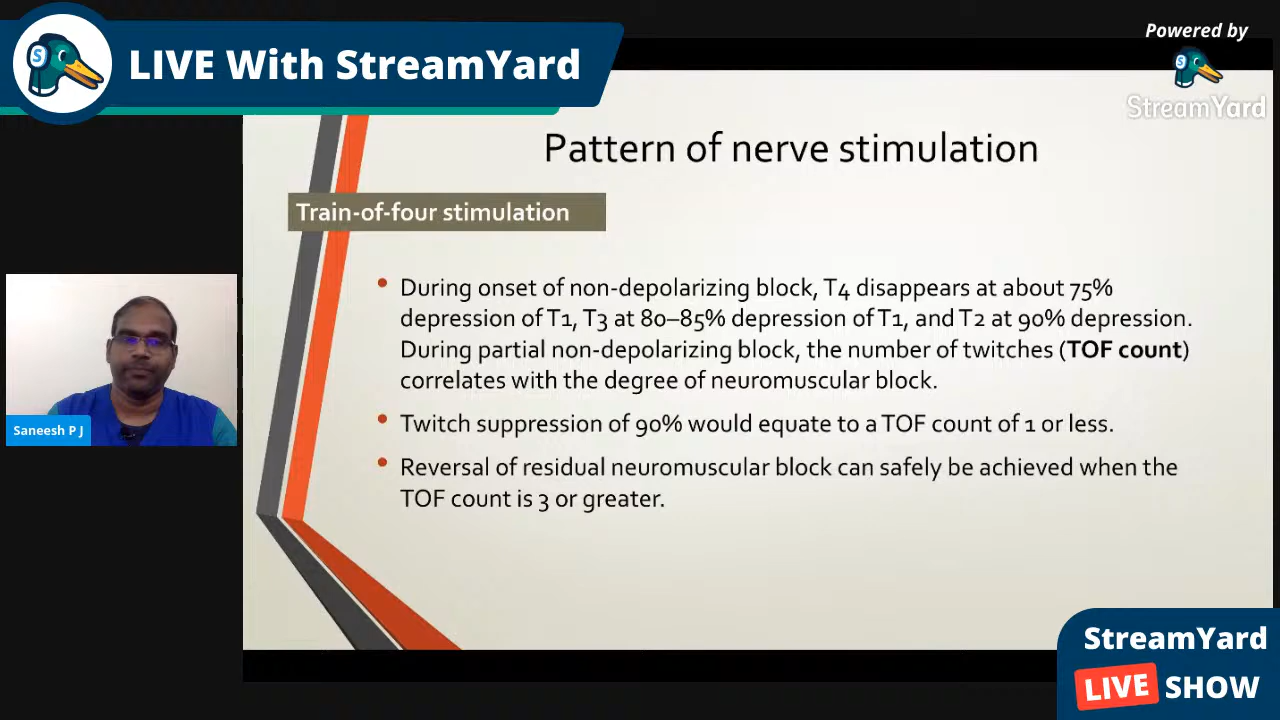 LIVE With StreamYard
Powered by
StreamYard
Pattern of nerve stimulation
Train-of-four stimulation
• During onset of non-depolarizing block, T4 disappears at about 75%
depression of T1, T3 at 80–85% depression of T1, and T2 at 90% depression.
During partial non-depolarizing block, the number of twitches (TOF count)
correlates with the degree of neuromuscular block.
• Twitch suppression of 90% would equate to a TOF count of 1 or less.
• Reversal of residual neuromuscular block can safely be achieved when the
TOF count is 3 or greater.
Saneesh P J
StreamYard
LIVE SHOW